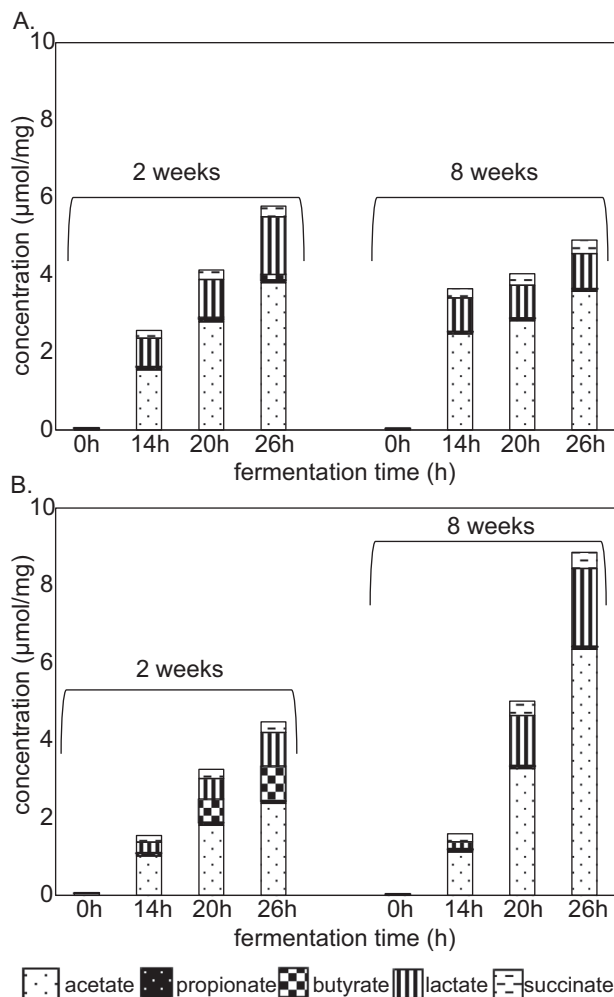 A.
10
8
6
4
2
0
concentration (µmol/mg)
2 weeks
8 weeks
0h 14h 20h 26h 0h 14h 20h 26h
fermentation time (h)
B.
10
8
6
4
2
0
concentration (µmol/mg)
8 weeks
2 weeks
0h 14h 20h 26h 0h 14h 20h 26h
fermentation time (h)
acetate propionate butyrate lactate succinate